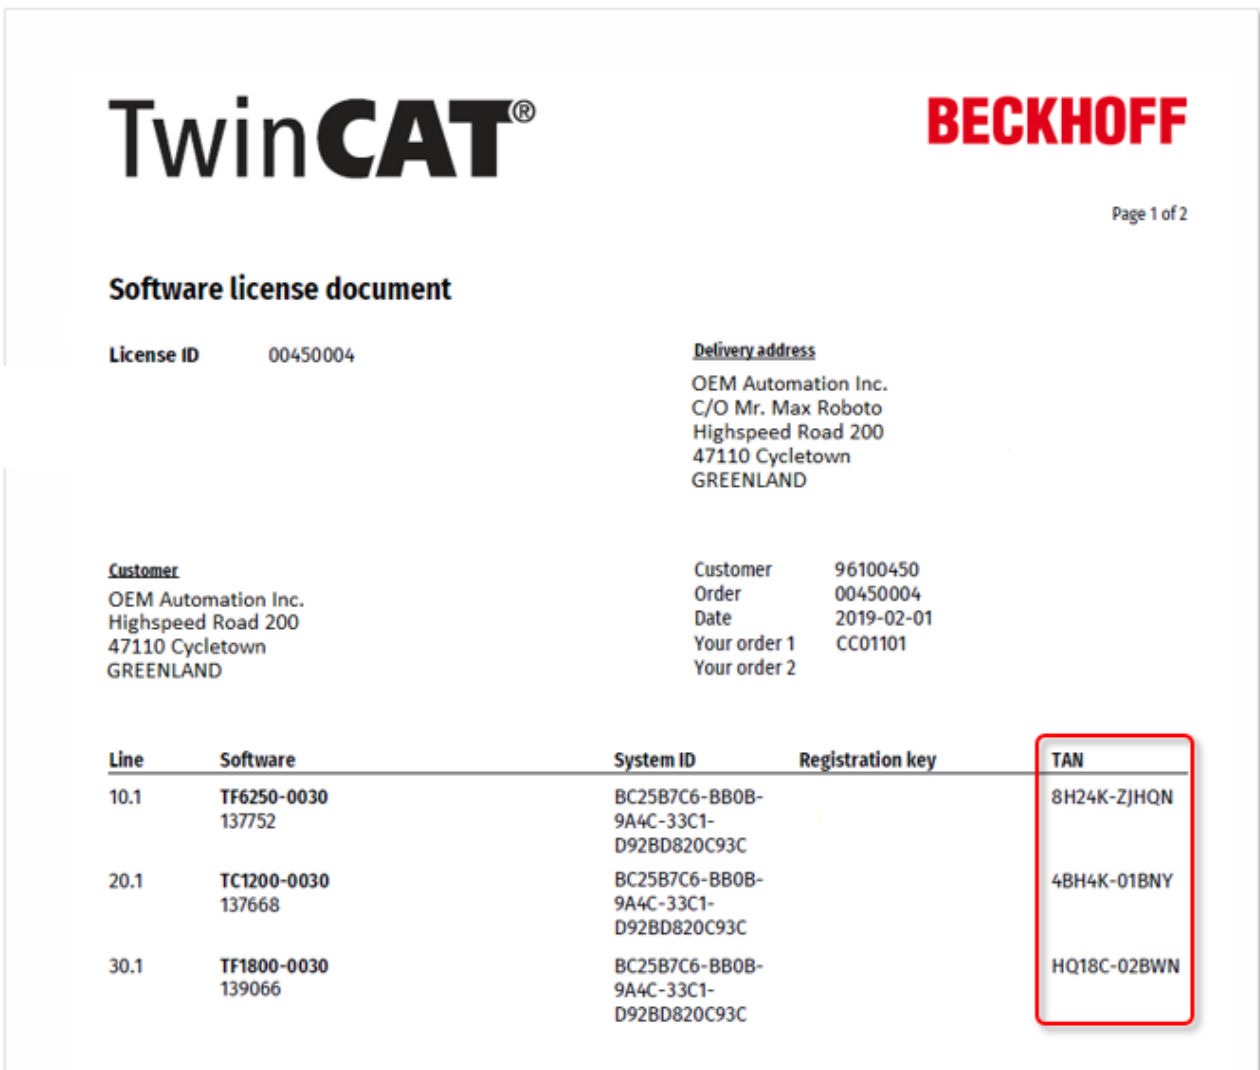 TwinCAT®
BECKHOFF
Page 1 of 2
Software license document
License ID 00450004
Delivery address
OEM Automation Inc.
C/O Mr. Max Roboto
Highspeed Road 200
47110 Cycletown
GREENLAND
Customer
OEM Automation Inc.
Highspeed Road 200
47110 Cycletown
GREENLAND
Customer 96100450
Order 00450004
Date 2019-02-01
Your order 1 CC01101
Your order 2
Line Software System ID Registration key TAN
10.1 TF6250-0030 BC25B7C6-BB0B- 8H24K-ZJHQN
137752 9A4C-33C1-
D92BD820C93C
20.1 TC1200-0030 BC25B7C6-BB0B- 4BH4K-01BNY
137668 9A4C-33C1-
D92BD820C93C
30.1 TF1800-0030 BC25B7C6-BB0B- HQ18C-02BWN
139066 9A4C-33C1-
D92BD820C93C